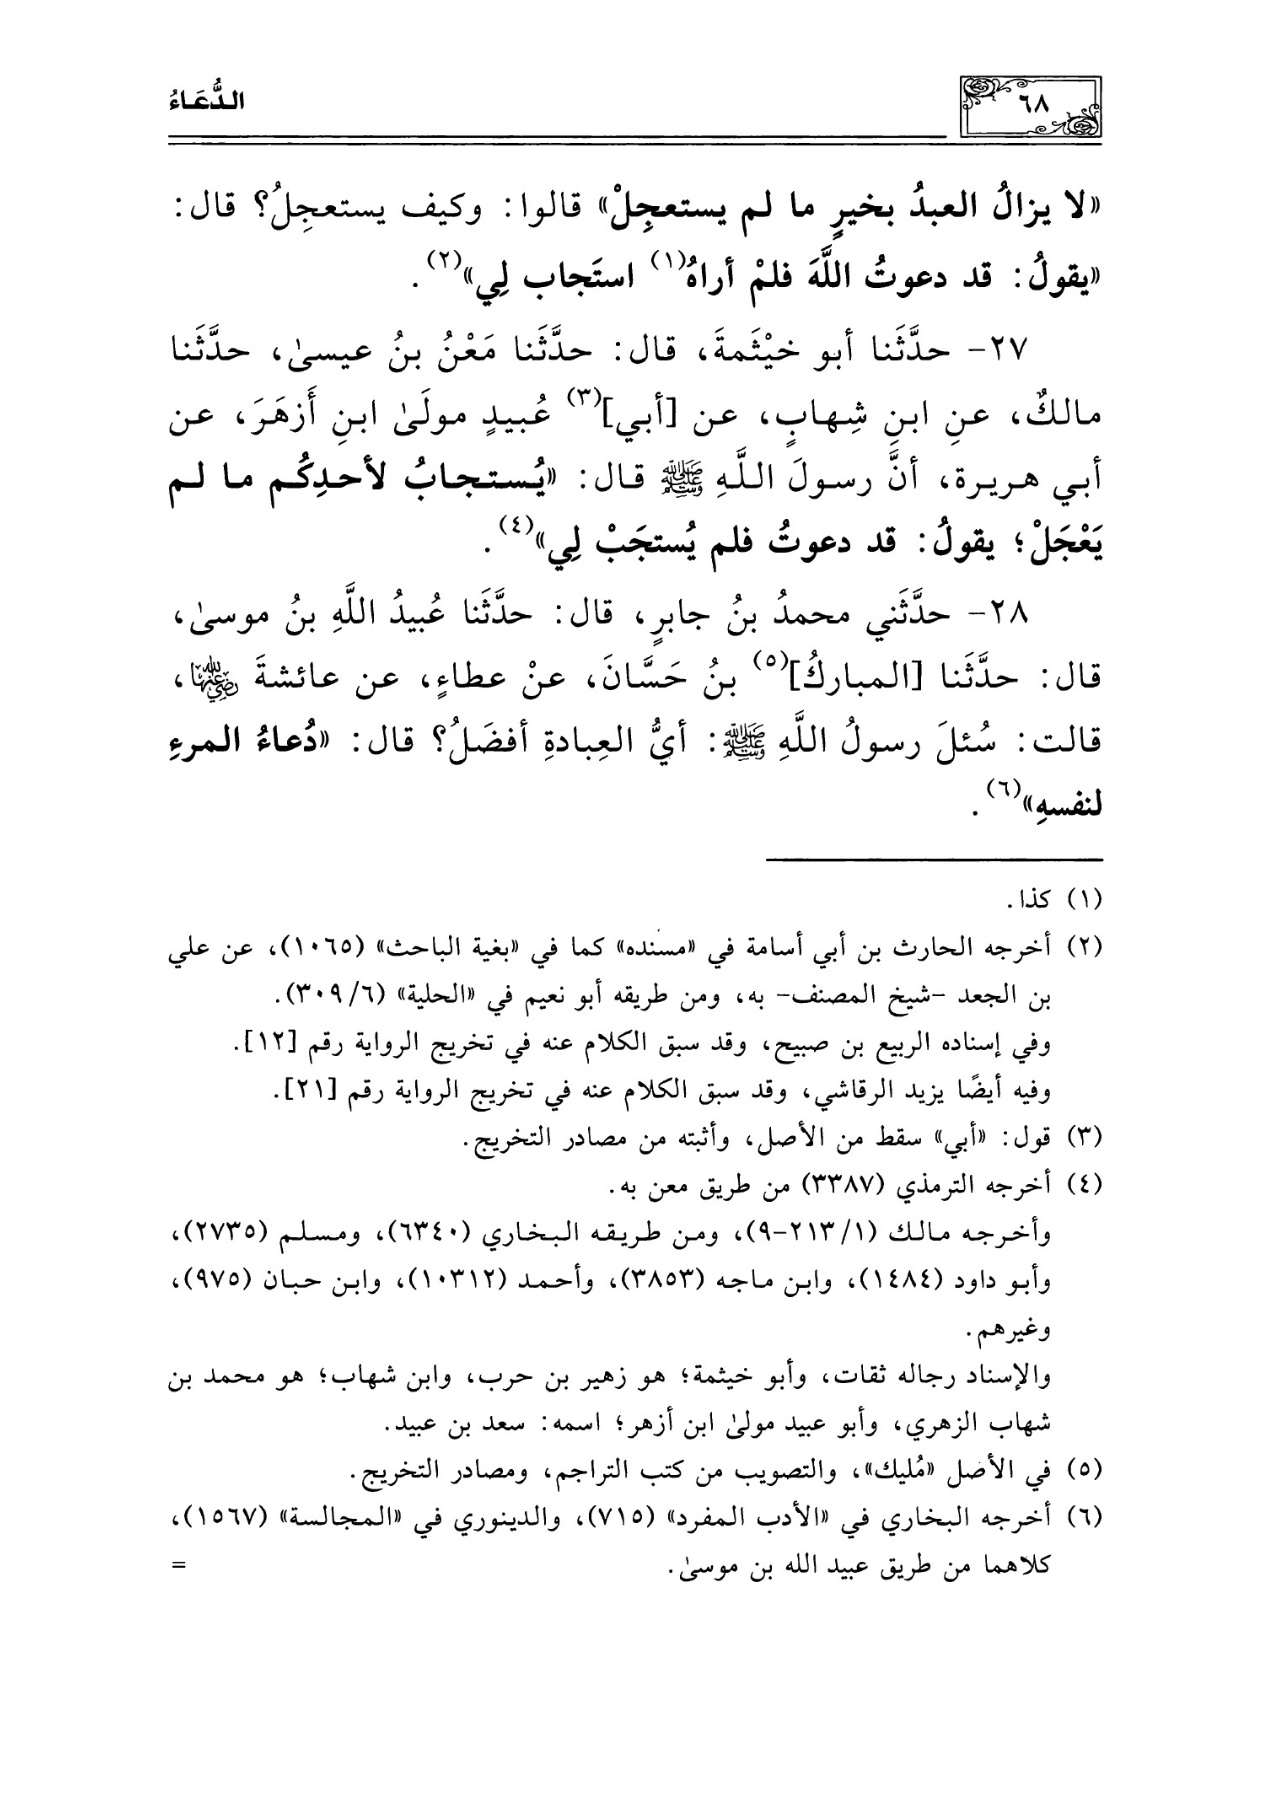 ٦٨
الدُّعَاءُ
«لا يزالُ العبدُ بخيرٍ ما لم يستعجِلْ» قالوا: وكيف يستعجِلُ؟ قال:
«يقولُ: قد دعوتُ اللَّهَ فلمْ أراهُ(١) استَجاب لِي»(٢).
٢٧- حدَّثَنا أبو خيْثَمةَ، قال: حدَّثَنا مَعْنُ بنُ عيسىٰ، حدَّثَنا
مالكٌ، عنِ ابنِ شِهابٍ، عن [أبي](٣) عُبيدٍ مولَىٰ ابنِ أَزهَرَ، عن
أبي هريرة، أنَّ رسولَ اللَّهِ ﷺ قال: «يُستجابُ لأحدِكُم ما لم
يَعْجَلْ؛ يقولُ: قد دعوتُ فلم يُستجَبْ لِي»(٤).
٢٨- حدَّثَني محمدُ بنُ جابرٍ، قال: حدَّثَنا عُبيدُ اللَّهِ بنُ موسىٰ،
قال: حدَّثَنا [المباركُ](٥) بنُ حَسَّانَ، عنْ عطاءٍ، عن عائشةَ رضي الله عنها،
قالت: سُئلَ رسولُ اللَّهِ ﷺ: أيُّ العِبادةِ أفضَلُ؟ قال: «دُعاءُ المرءِ
لنفسهِ»(٦).
(١) كذا.
(٢) أخرجه الحارث بن أبي أسامة في «مسنده» كما في «بغية الباحث» (١٠٦٥)، عن علي
بن الجعد -شيخ المصنف- به، ومن طريقه أبو نعيم في «الحلية» (٣٠٩/٦).
وفي إسناده الربيع بن صبيح، وقد سبق الكلام عنه في تخريج الرواية رقم [١٢].
وفيه أيضًا يزيد الرقاشي، وقد سبق الكلام عنه في تخريج الرواية رقم [٢١].
(٣) قول: «أبي» سقط من الأصل، وأثبته من مصادر التخريج.
(٤) أخرجه الترمذي (٣٣٨٧) من طريق معن به.
وأخرجه مالك (٢١٣/١-٩)، ومن طريقه البخاري (٦٣٤٠)، ومسلم (٢٧٣٥)،
وأبو داود (١٤٨٤)، وابن ماجه (٣٨٥٣)، وأحمد (١٠٣١٢)، وابن حبان (٩٧٥)،
وغيرهم.
والإسناد رجاله ثقات، وأبو خيثمة؛ هو زهير بن حرب، وابن شهاب؛ هو محمد بن
شهاب الزهري، وأبو عبيد مولىٰ ابن أزهر؛ اسمه: سعد بن عبيد.
(٥) في الأصل «مُليك»، والتصويب من كتب التراجم، ومصادر التخريج.
(٦) أخرجه البخاري في «الأدب المفرد» (٧١٥)، والدينوري في «المجالسة» (١٥٦٧)،
كلاهما من طريق عبيد الله بن موسىٰ. =